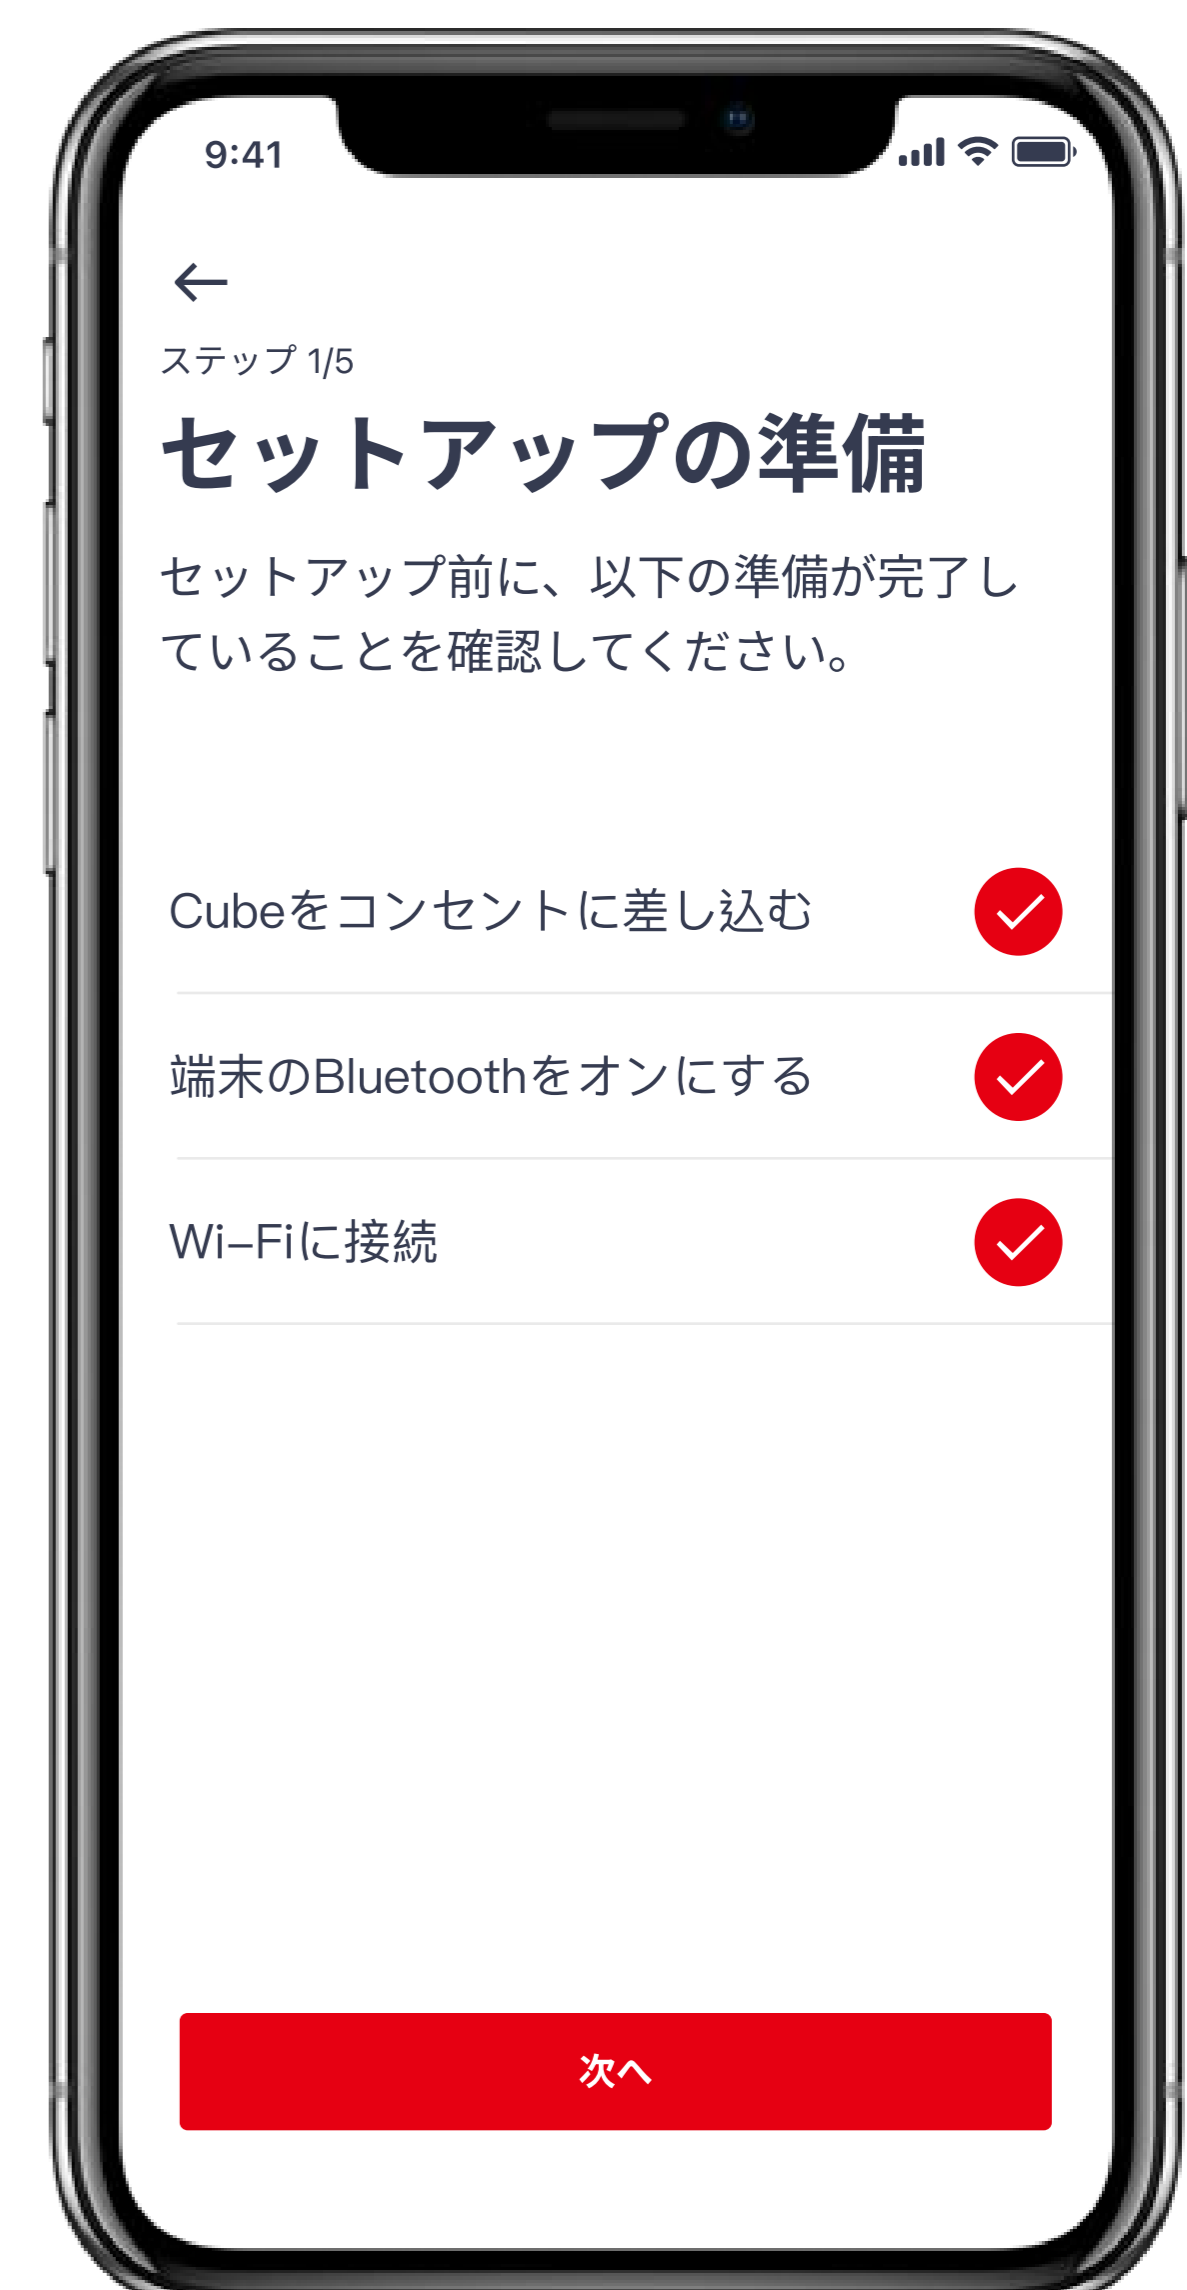 9:41
ステップ 1/5
セットアップの準備
セットアップ前に、以下の準備が完了し
ていることを確認してください。
Cubeをコンセントに差し込む
端末のBluetoothをオンにする
Wi-Fiに接続
次へ